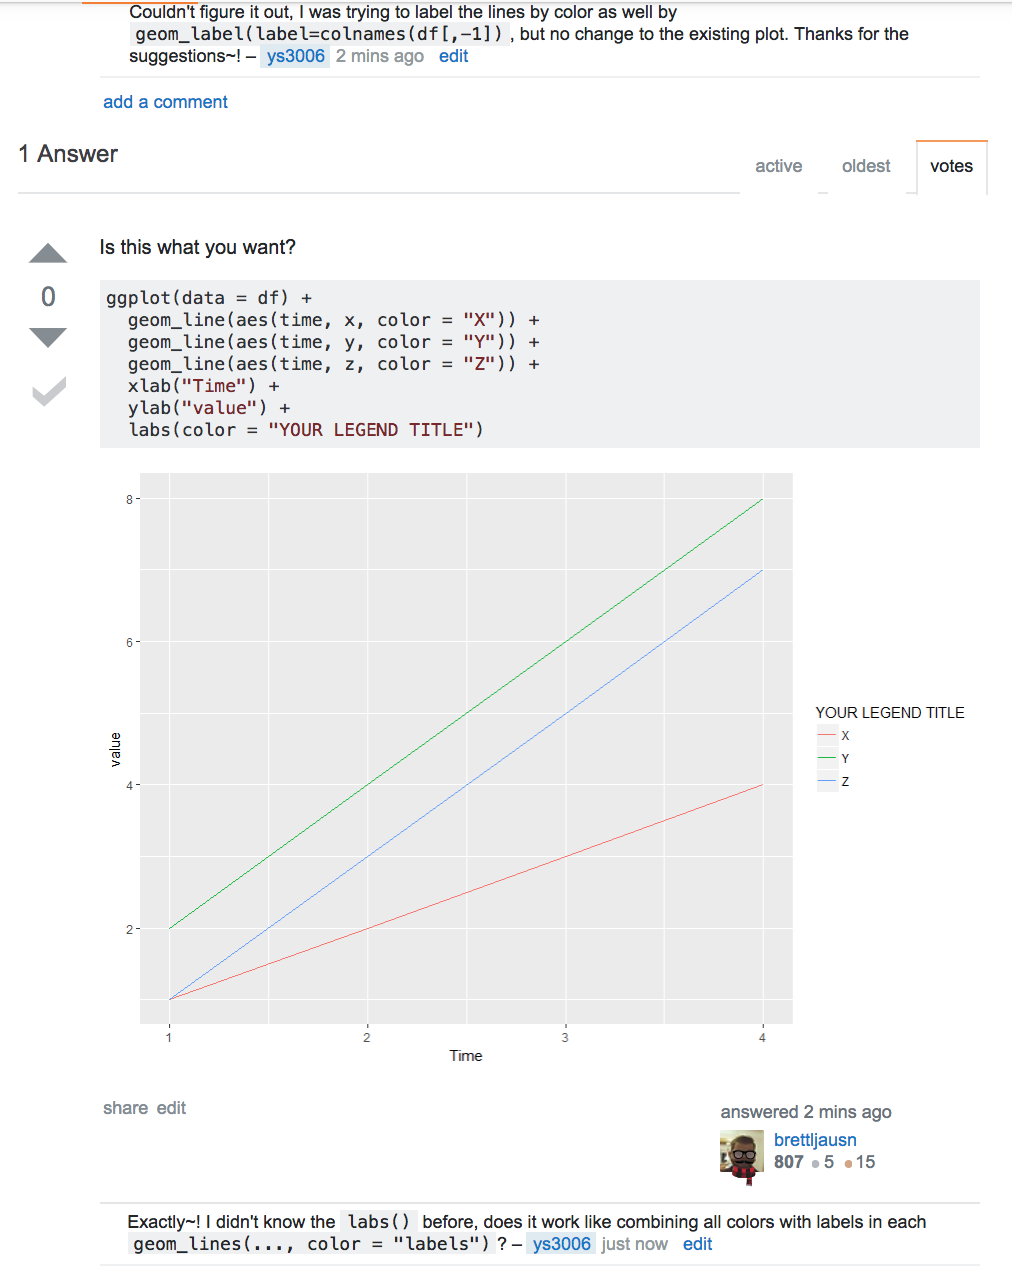 Couldn't figure it out, I was trying to label the lines by color as well by
geom_label(label=colnames(df[,-1]) , but no change to the existing plot. Thanks for the
suggestions~! – ys3006 2 mins ago edit
add a comment
1 Answer
active oldest votes
Is this what you want?
0
ggplot(data = df) +
  geom_line(aes(time, x, color = "X")) +
  geom_line(aes(time, y, color = "Y")) +
  geom_line(aes(time, z, color = "Z")) +
  xlab("Time") +
  ylab("value") +
  labs(color = "YOUR LEGEND TITLE")
8
6
4
2
value
1 2 3 4
Time
YOUR LEGEND TITLE
X
Y
Z
share edit
answered 2 mins ago
brettljausn
807 5 15
Exactly~! I didn't know the labs() before, does it work like combining all colors with labels in each
geom_lines(..., color = "labels") ? – ys3006 just now edit